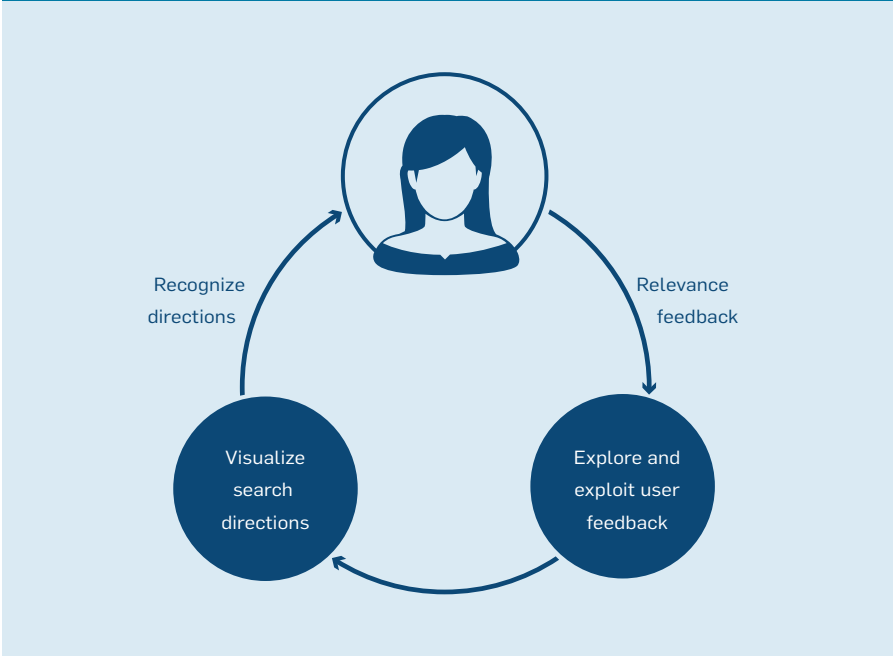 Recognize
directions
Relevance
feedback
Visualize
search
directions
Explore and
exploit user
feedback